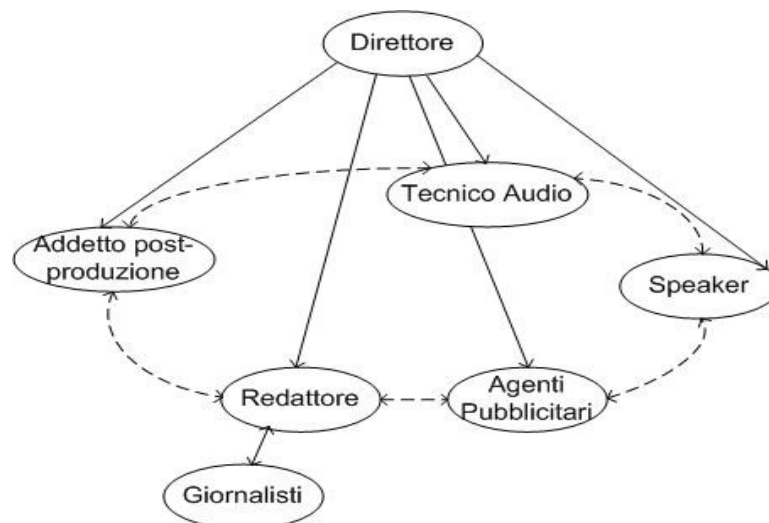 Direttore
Tecnico Audio
Addetto post-
produzione
Speaker
Redattore
Agenti
Pubblicitari
Giornalisti